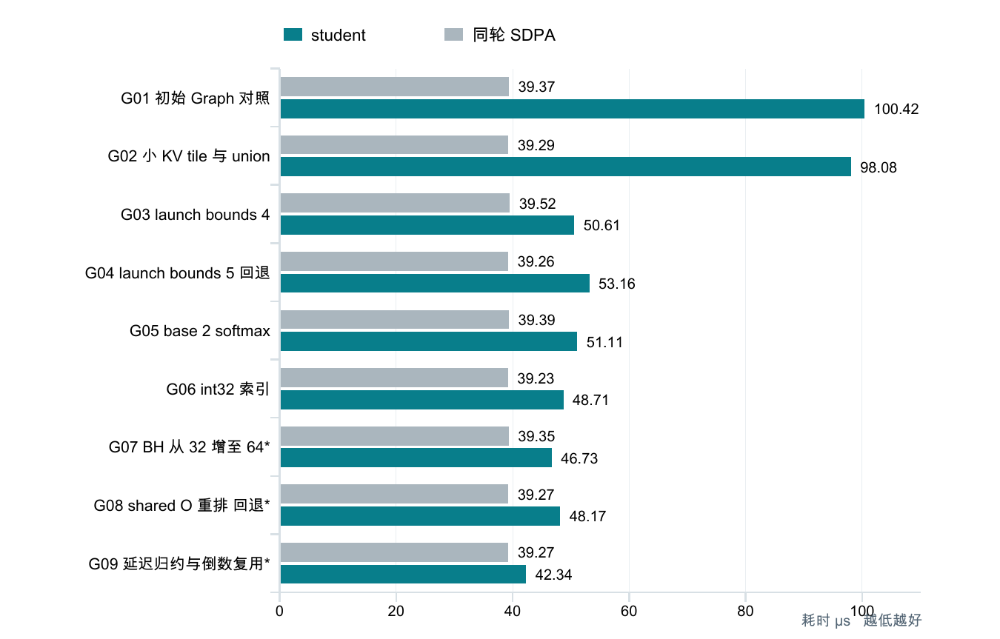 student
同轮 SDPA
G01 初始 Graph 对照
39.37
100.42
G02 小 KV tile 与 union
39.29
98.08
G03 launch bounds 4
39.52
50.61
G04 launch bounds 5 回退
39.26
53.16
G05 base 2 softmax
39.39
51.11
G06 int32 索引
39.23
48.71
G07 BH 从 32 增至 64*
39.35
46.73
G08 shared O 重排 回退*
39.27
48.17
G09 延迟归约与倒数复用*
39.27
42.34
0 20 40 60 80 100
耗时 µs 越低越好